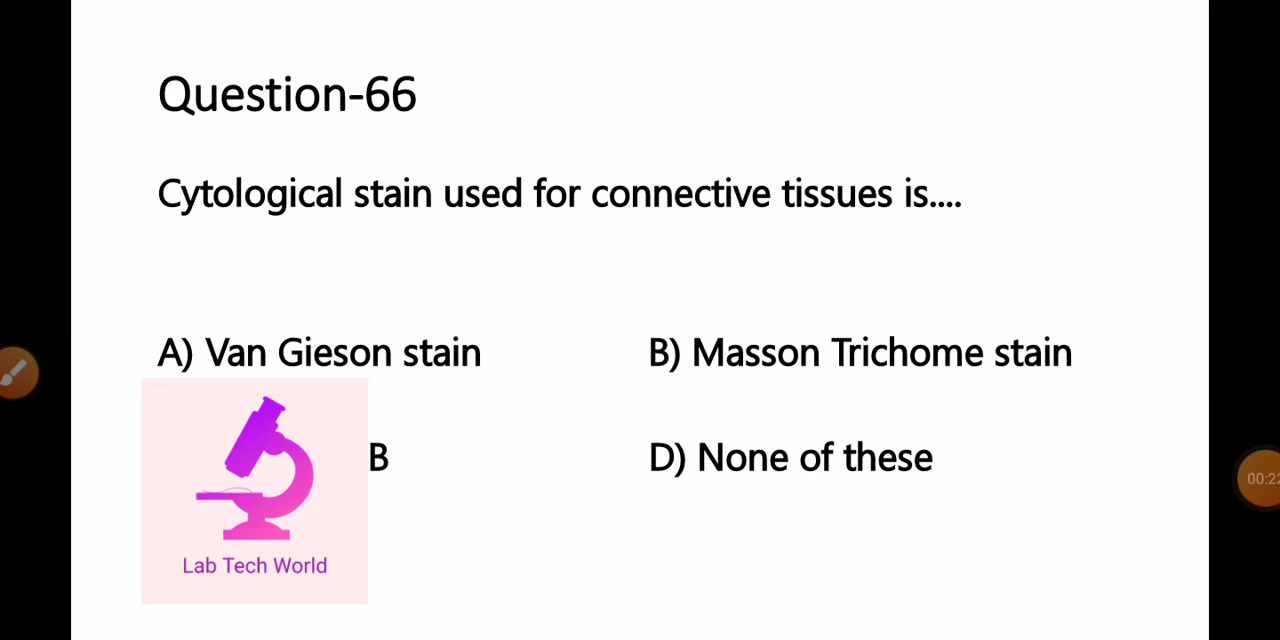 Question-66
Cytological stain used for connective tissues is....
A) Van Gieson stain
B) Masson Trichome stain
B
D) None of these
Lab Tech World